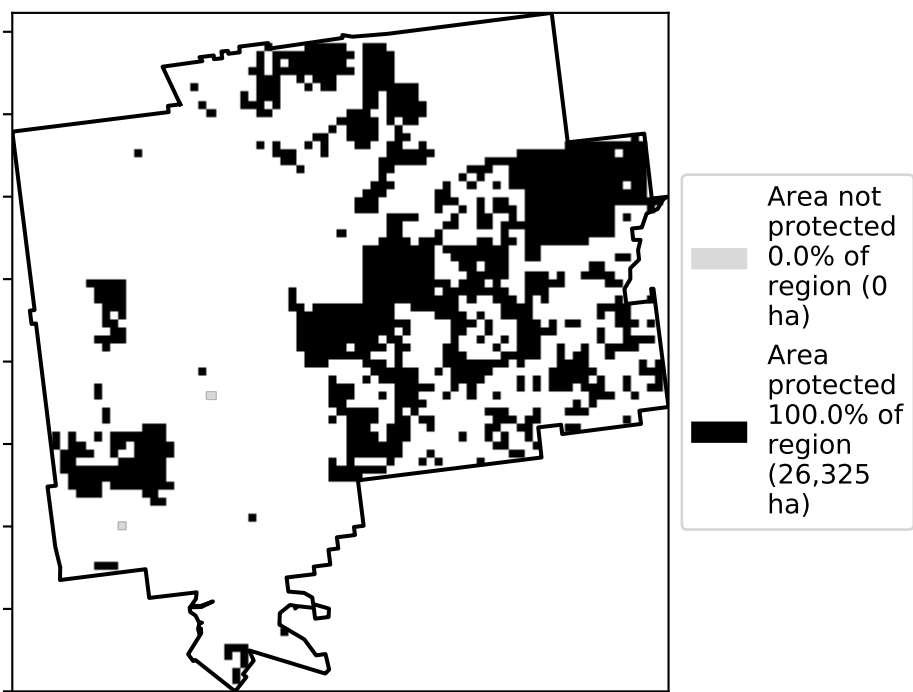 Area not
protected
0.0% of
region (0
ha)
Area
protected
100.0% of
region
(26,325
ha)